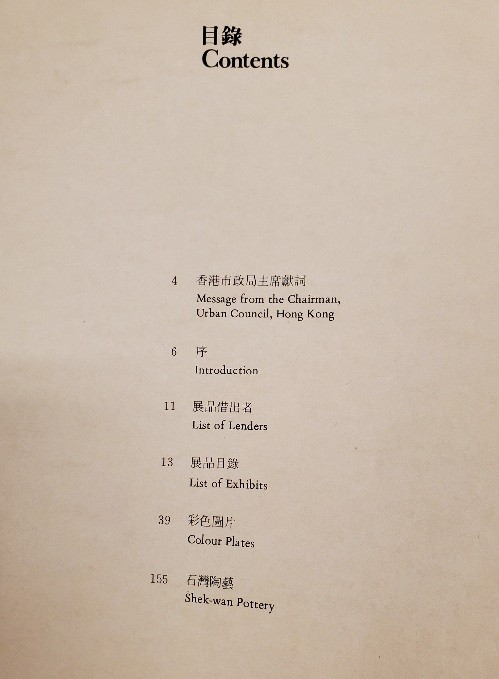 目錄
Contents
4 香港市政局主席獻詞
Message from the Chairman,
Urban Council, Hong Kong
6 序
Introduction
11 展品借出者
List of Lenders
13 展品目錄
List of Exhibits
39 彩色圖片
Colour Plates
155 石灣陶藝
Shek-wan Pottery